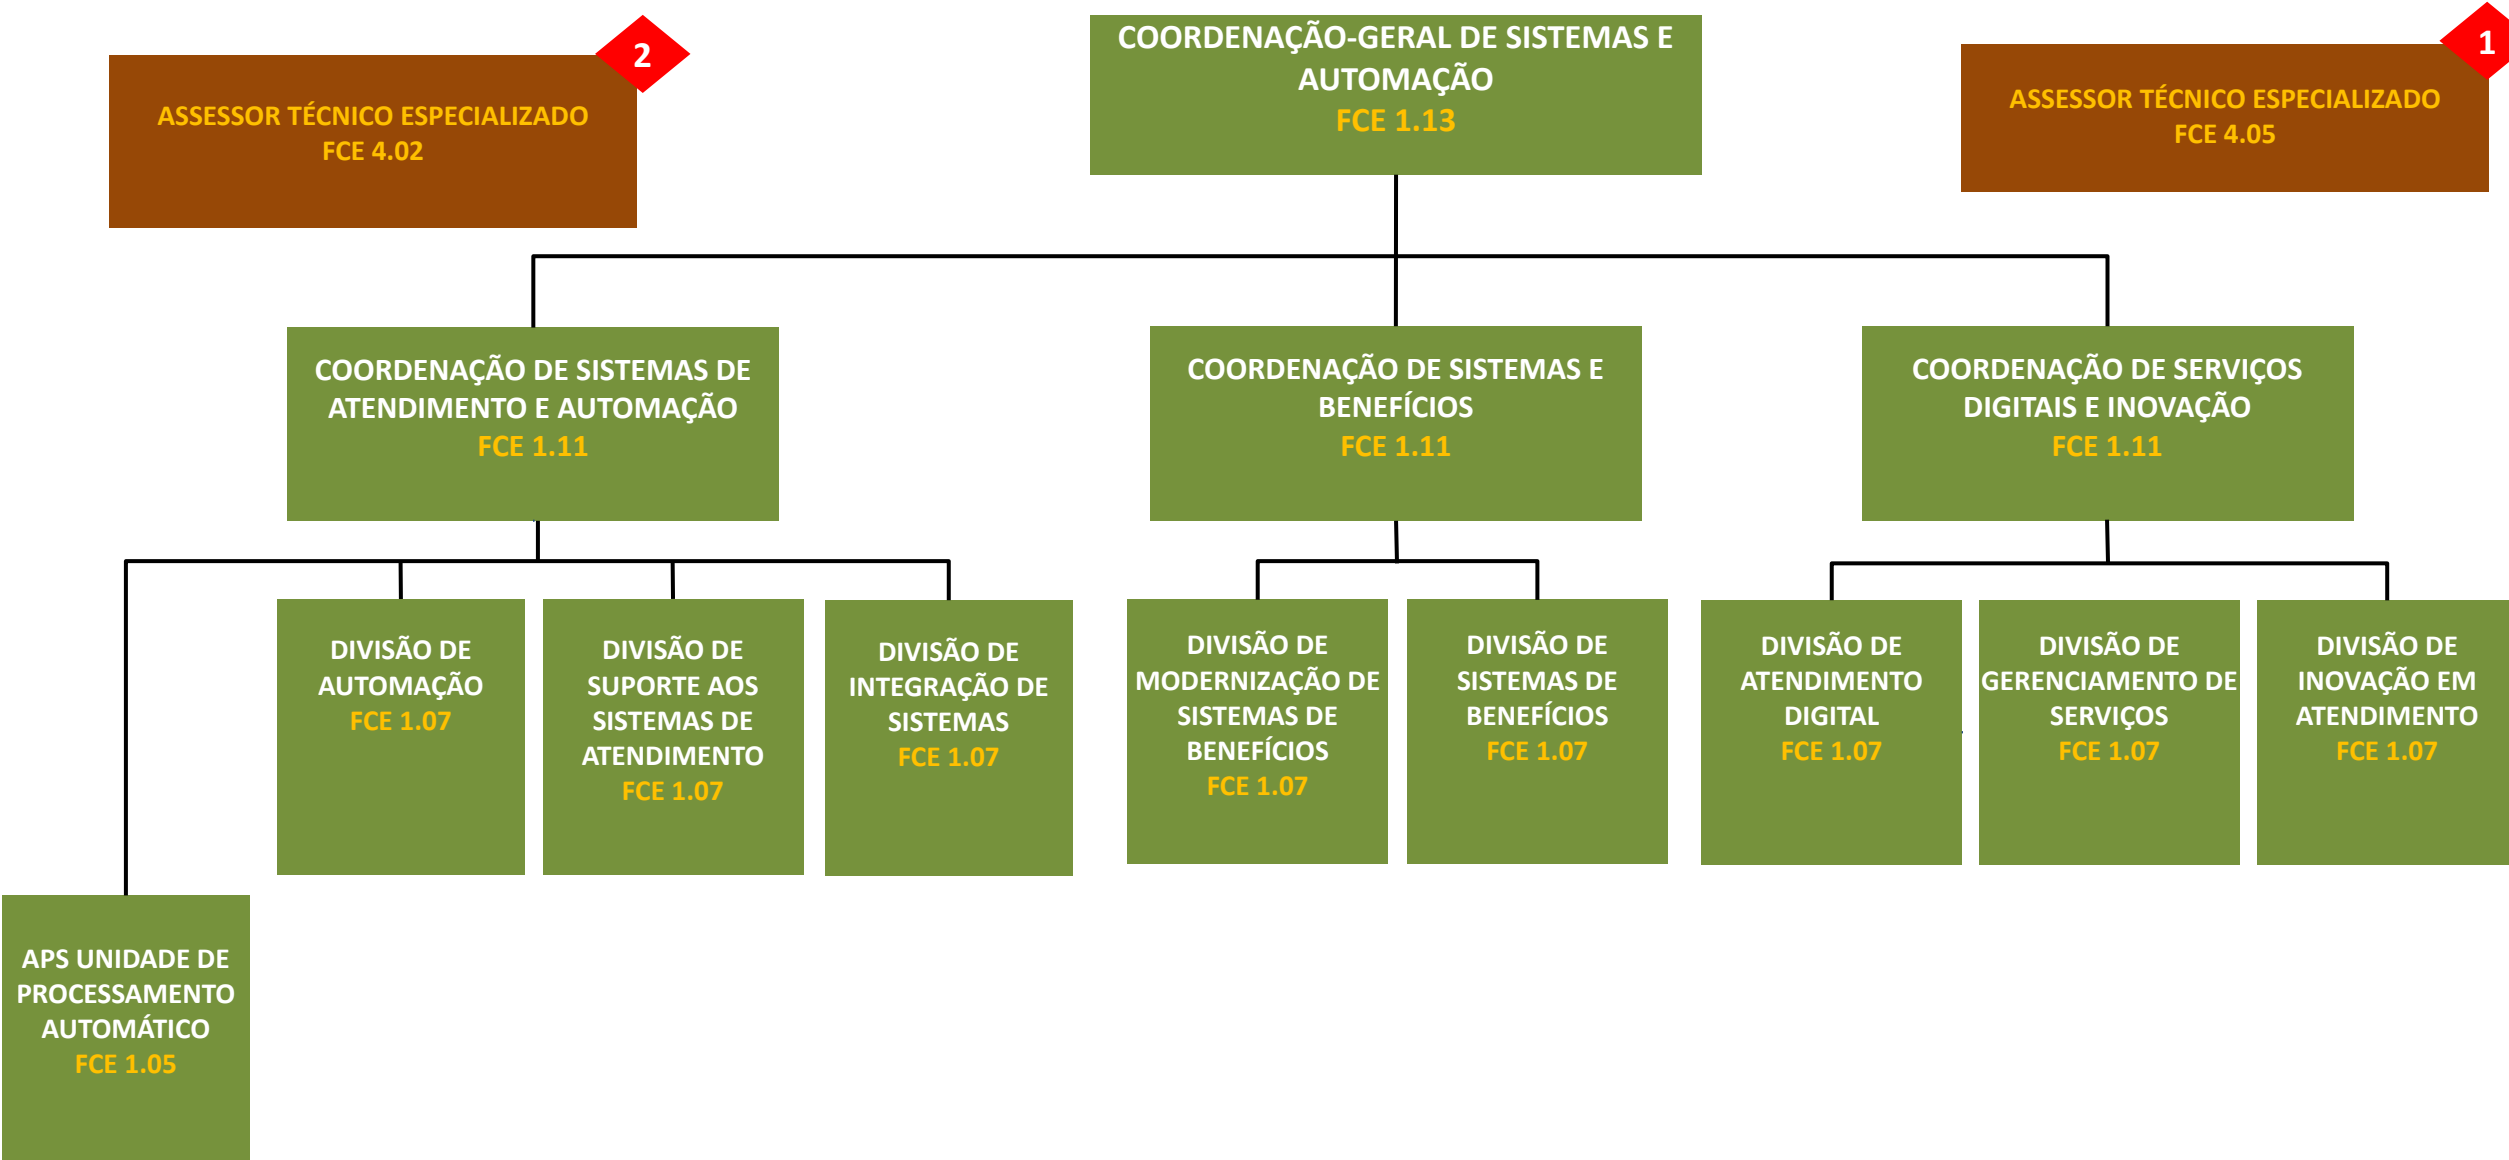 2
ASSESSOR TÉCNICO ESPECIALIZADO
FCE 4.02
COORDENAÇÃO-GERAL DE SISTEMAS E
AUTOMAÇÃO
FCE 1.13
1
ASSESSOR TÉCNICO ESPECIALIZADO
FCE 4.05
COORDENAÇÃO DE SISTEMAS DE
ATENDIMENTO E AUTOMAÇÃO
FCE 1.11
COORDENAÇÃO DE SISTEMAS E
BENEFÍCIOS
FCE 1.11
COORDENAÇÃO DE SERVIÇOS
DIGITAIS E INOVAÇÃO
FCE 1.11
DIVISÃO DE
AUTOMAÇÃO
FCE 1.07
DIVISÃO DE
SUPORTE AOS
SISTEMAS DE
ATENDIMENTO
FCE 1.07
DIVISÃO DE
INTEGRAÇÃO DE
SISTEMAS
FCE 1.07
DIVISÃO DE
MODERNIZAÇÃO DE
SISTEMAS DE
BENEFÍCIOS
FCE 1.07
DIVISÃO DE
SISTEMAS DE
BENEFÍCIOS
FCE 1.07
DIVISÃO DE
ATENDIMENTO
DIGITAL
FCE 1.07
DIVISÃO DE
GERENCIAMENTO DE
SERVIÇOS
FCE 1.07
DIVISÃO DE
INOVAÇÃO EM
ATENDIMENTO
FCE 1.07
APS UNIDADE DE
PROCESSAMENTO
AUTOMÁTICO
FCE 1.05